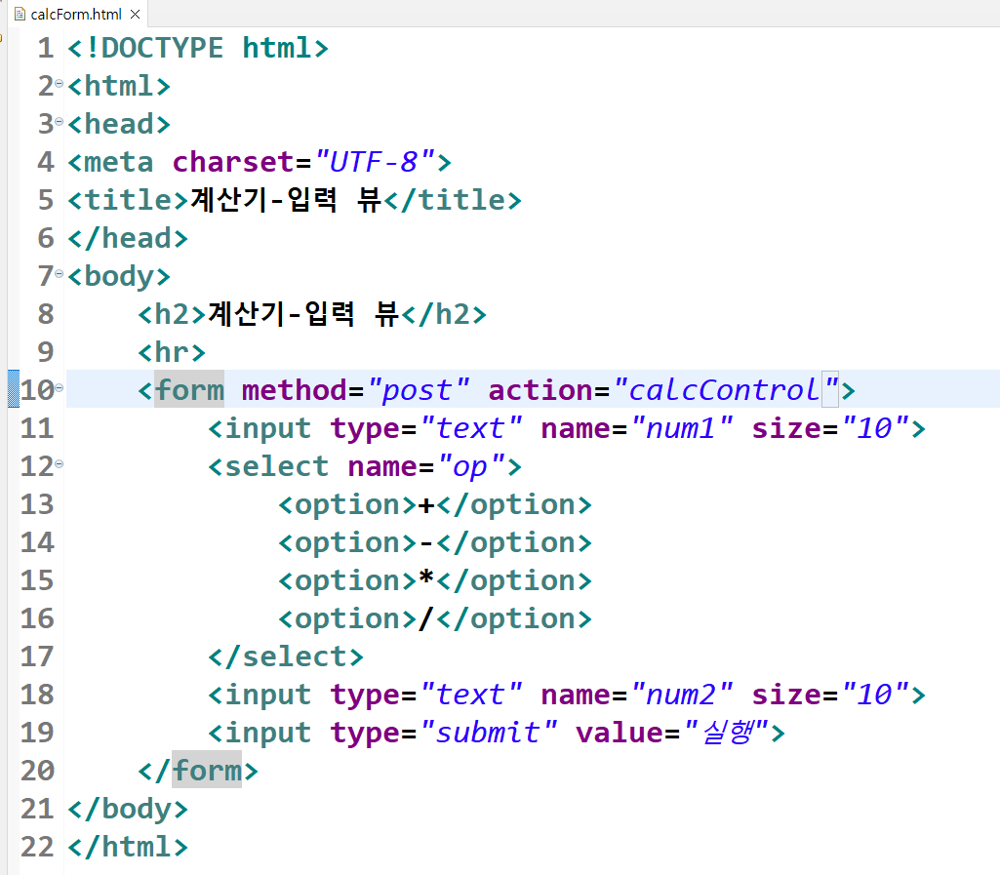 calcForm.html
1 <!DOCTYPE html>
2 <html>
3 <head>
4 <meta charset="UTF-8">
5 <title>계산기-입력 뷰</title>
6 </head>
7 <body>
8     <h2>계산기-입력 뷰</h2>
9     <hr>
10     <form method="post" action="calcControl">
11         <input type="text" name="num1" size="10">
12         <select name="op">
13             <option>+</option>
14             <option>-</option>
15             <option>*</option>
16             <option>/</option>
17         </select>
18         <input type="text" name="num2" size="10">
19         <input type="submit" value="실행">
20     </form>
21 </body>
22 </html>